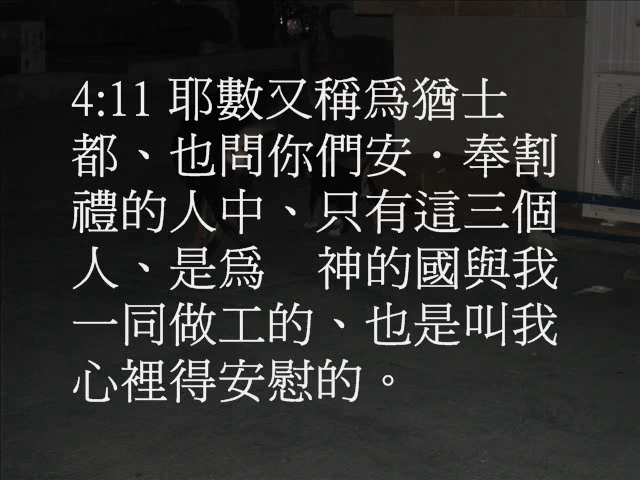 4:11 耶數又稱為猶士
都、也問你們安．奉割
禮的人中、只有這三個
人、是為　神的國與我
一同做工的、也是叫我
心裡得安慰的。